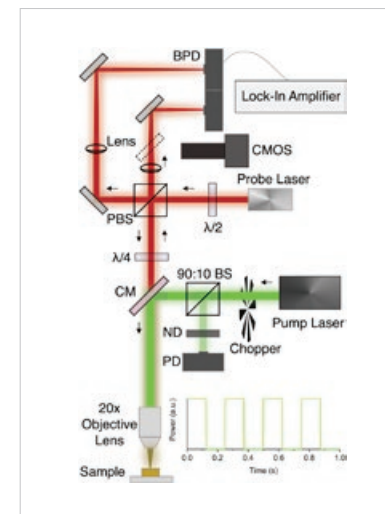 BPD
Lock-In Amplifier
Lens
CMOS
Probe Laser
PBS
λ/2
λ/4
90:10 BS
CM
Pump Laser
ND
Chopper
PD
20x
Objective
Lens
Power (a.u.)
Sample
0.0 0.2 0.4 0.6 0.8 1.0
Time (s)